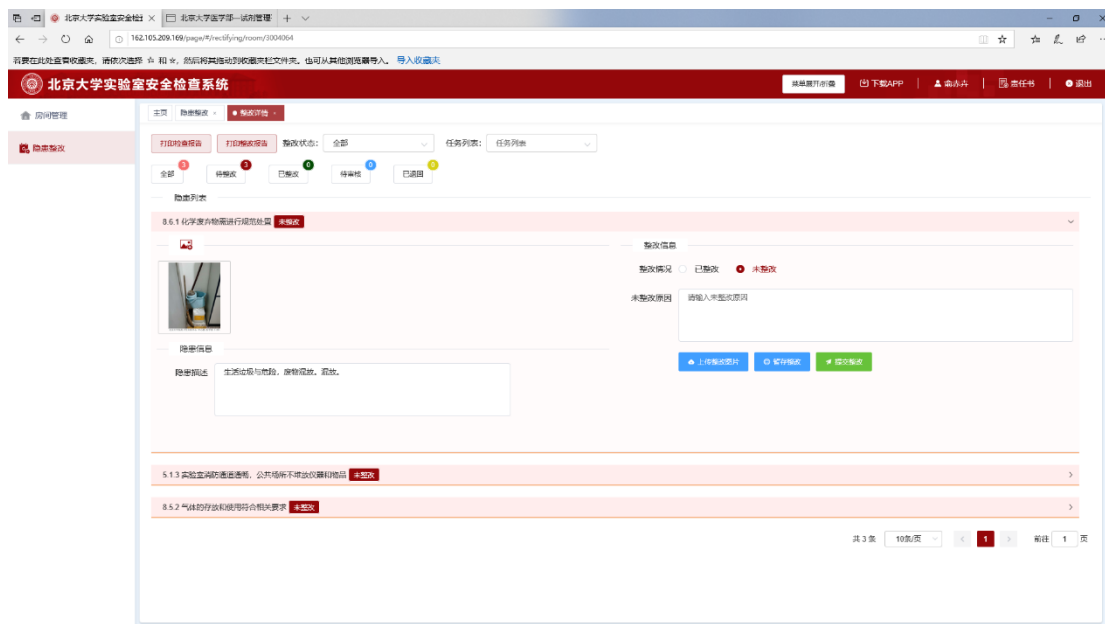 北京大学实验室安全检查 北京大学医学部—试剂管理
162.105.209.169/page/#/rectifying/room/3004064
若要在此处查看收藏夹，请依次选择 ☆ 和 ☆，然后将其拖动到收藏夹栏文件夹。也可从其他浏览器导入。 导入收藏夹
北京大学实验室安全检查系统 菜单展开/折叠 下载APP 责任书 退出
房间管理 主页 隐患整改 整改详情
隐患整改 打印检查报告 打印整改报告 整改状态： 全部 任务列表： 任务列表
全部 3 待整改 3 已整改 0 待审核 0 已退回 0
隐患列表
8.6.1 化学废弃物需进行规范处置 未整改
整改信息
整改情况 已整改 未整改
未整改原因 请输入未整改原因
上传整改图片 暂存整改 提交整改
隐患信息
隐患描述 生活垃圾与危险，废物混放。混放。
5.1.3 实验室消防通道通畅，公共场所不堆放仪器和物品 未整改
8.5.2 气体的存放和使用符合相关要求 未整改
共 3 条 10条/页 1 前往 1 页